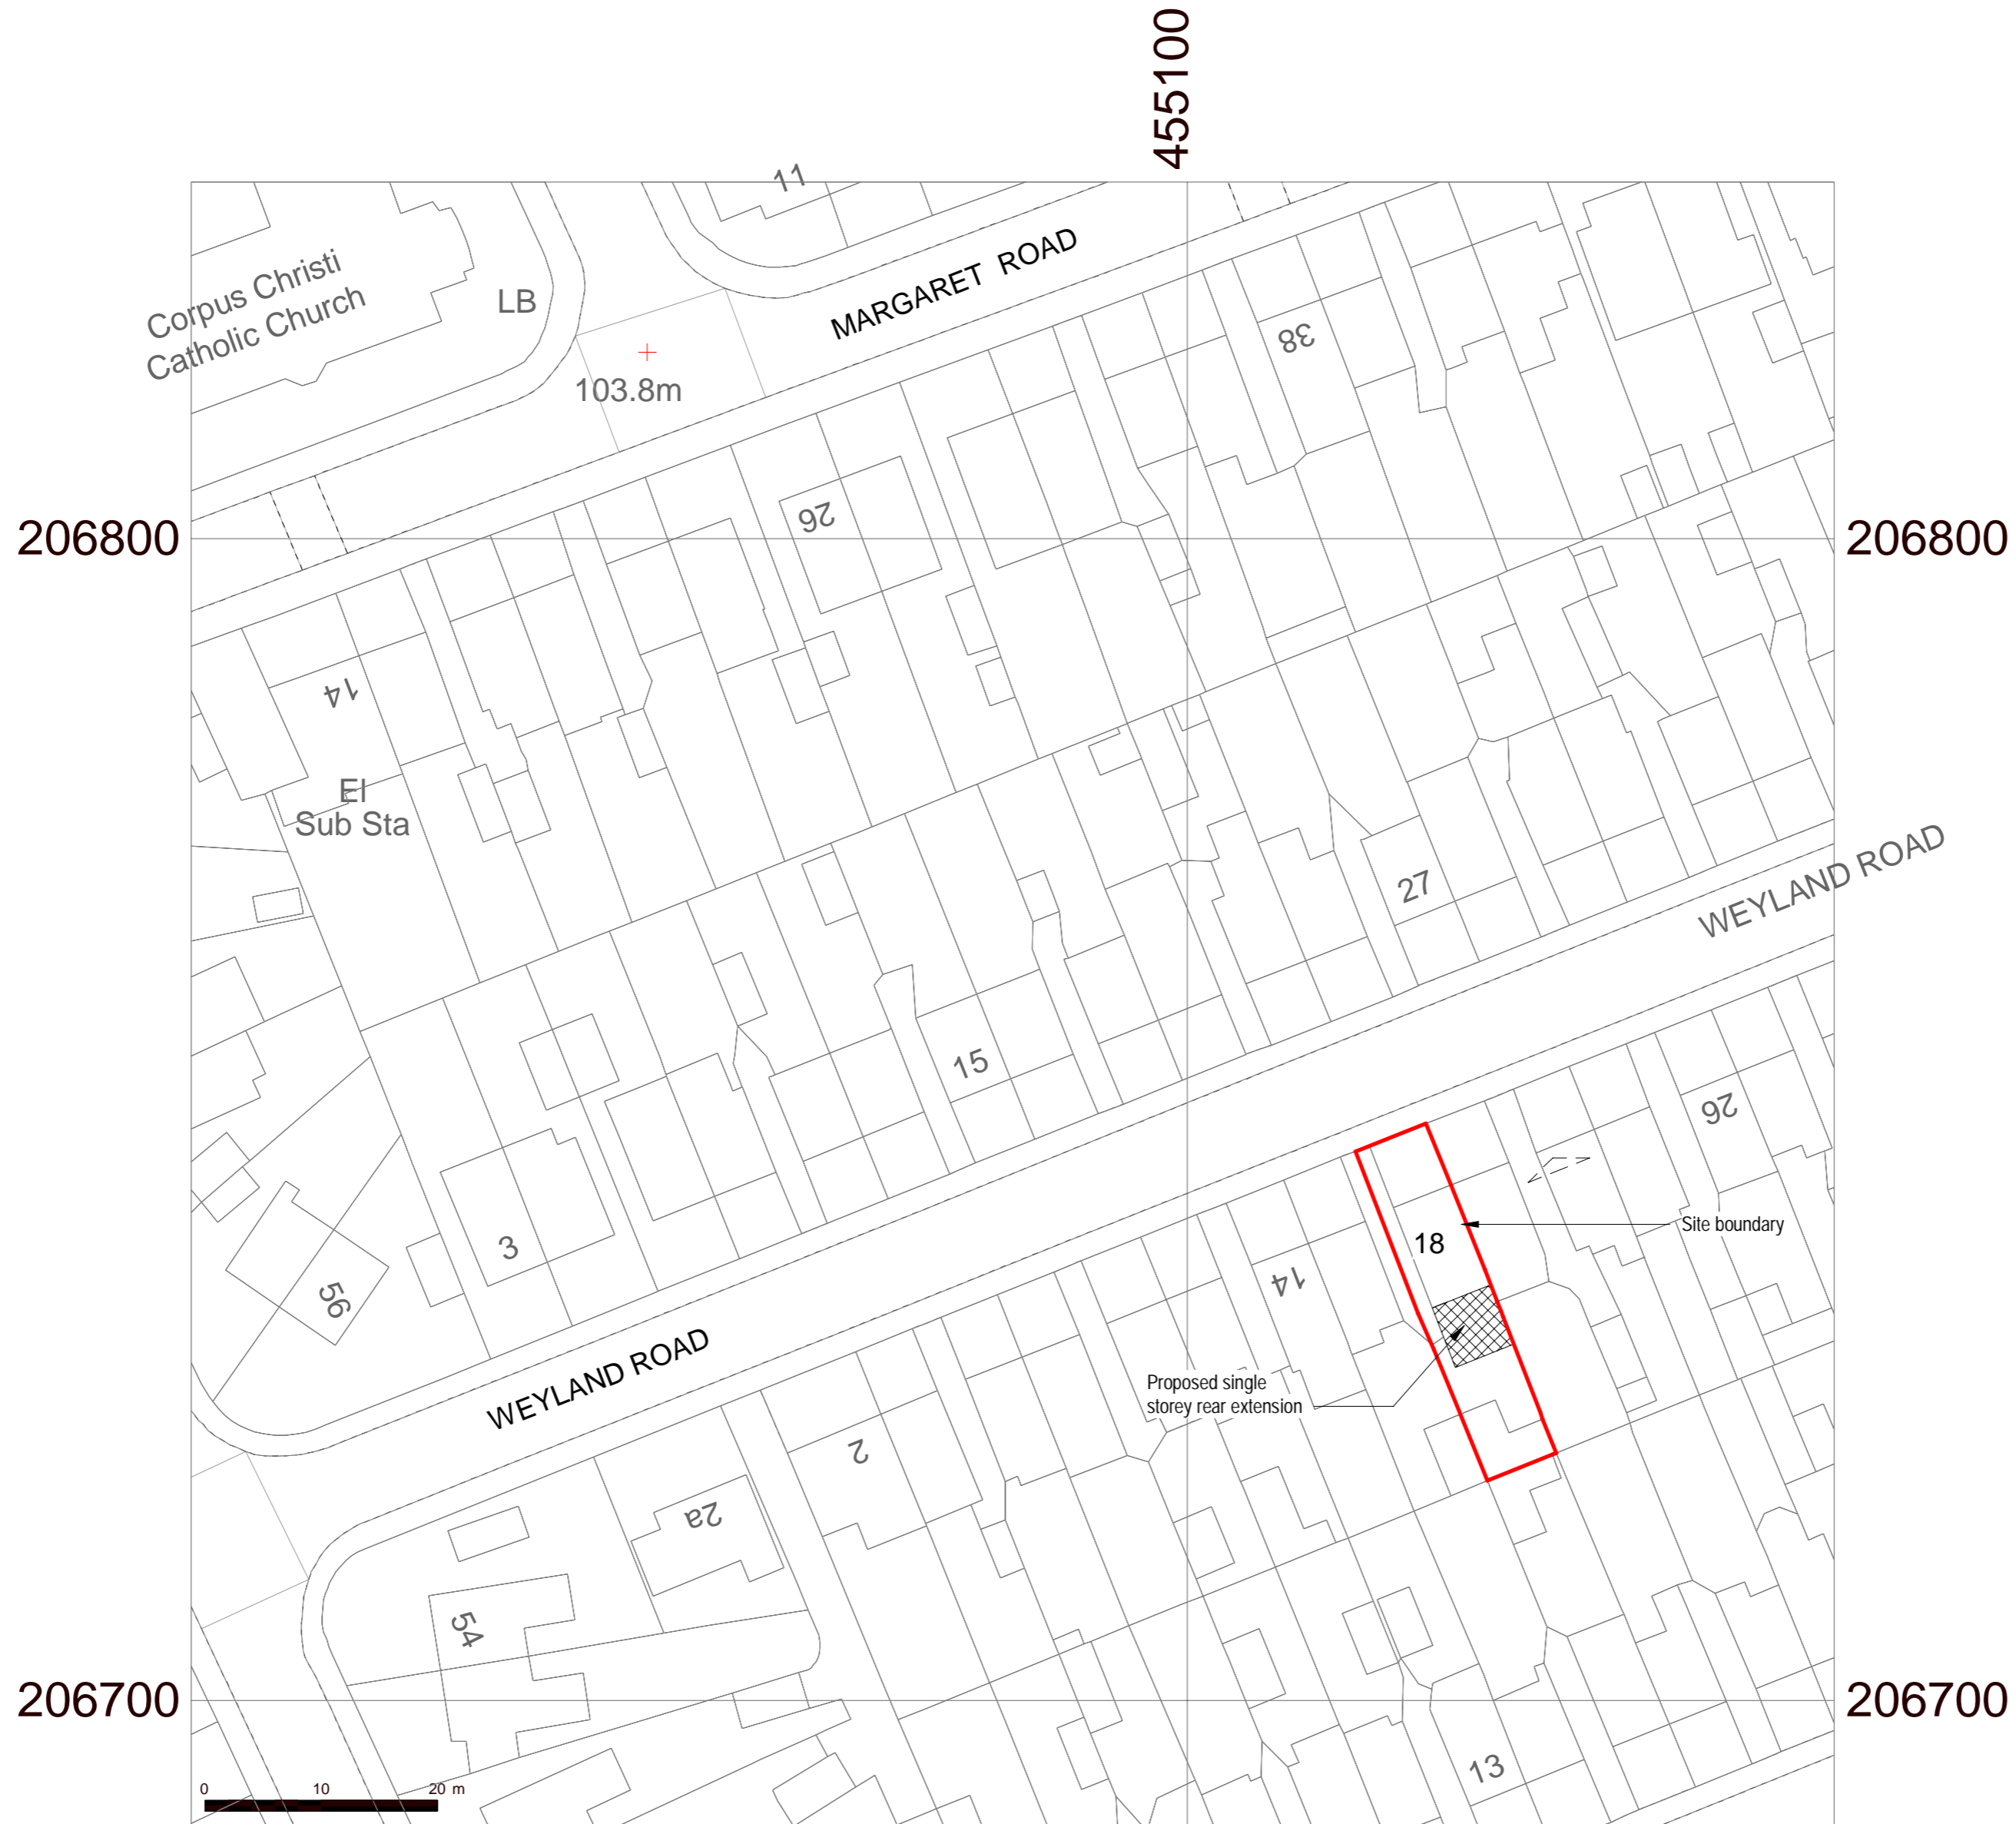 455100
11
MARGARET ROAD
Corpus Christi
Catholic Church
LB
38
103.8m
26
206800
206800
14
El
Sub Sta
WEYLAND ROAD
27
15
26
3
18
Site boundary
14
56
WEYLAND ROAD
Proposed single
storey rear extension
2
2a
54
206700
206700
13
0 10 20 m